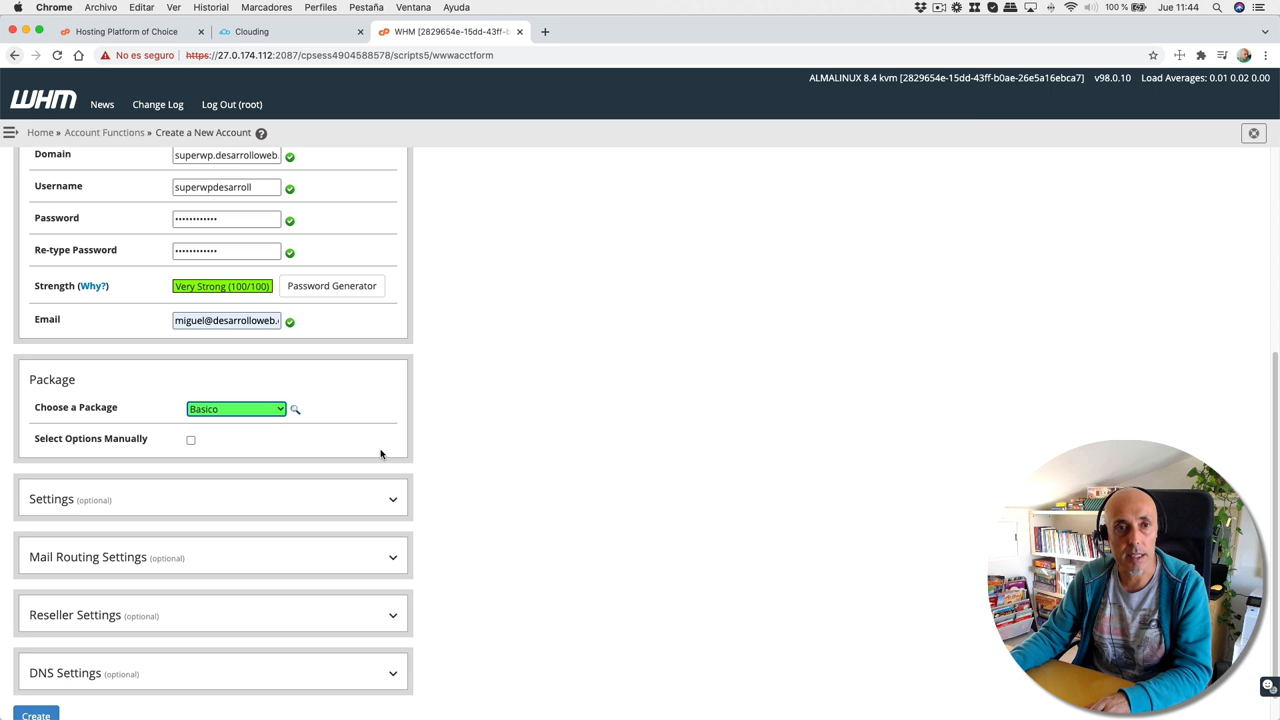 Chrome Archivo Editar Ver Historial Marcadores Perfiles Pestaña Ventana Ayuda 100 % Jue 11:44
Hosting Platform of Choice Clouding WHM [2829654e-15dd-43ff-b
No es seguro https://27.0.174.112:2087/cpsess4904588578/scripts5/wwwacctform
ALMALINUX 8.4 kvm [2829654e-15dd-43ff-b0ae-26e5a16ebca7] v98.0.10 Load Averages: 0.01 0.02 0.00
WHM News Change Log Log Out (root)
Home » Account Functions » Create a New Account
Domain superwp.desarrolloweb.
Username superwpdesarroll
Password ••••••••••••
Re-type Password ••••••••••••
Strength (Why?) Very Strong (100/100) Password Generator
Email miguel@desarrolloweb.
Package
Choose a Package Basico
Select Options Manually
Settings (optional)
Mail Routing Settings (optional)
Reseller Settings (optional)
DNS Settings (optional)
Create